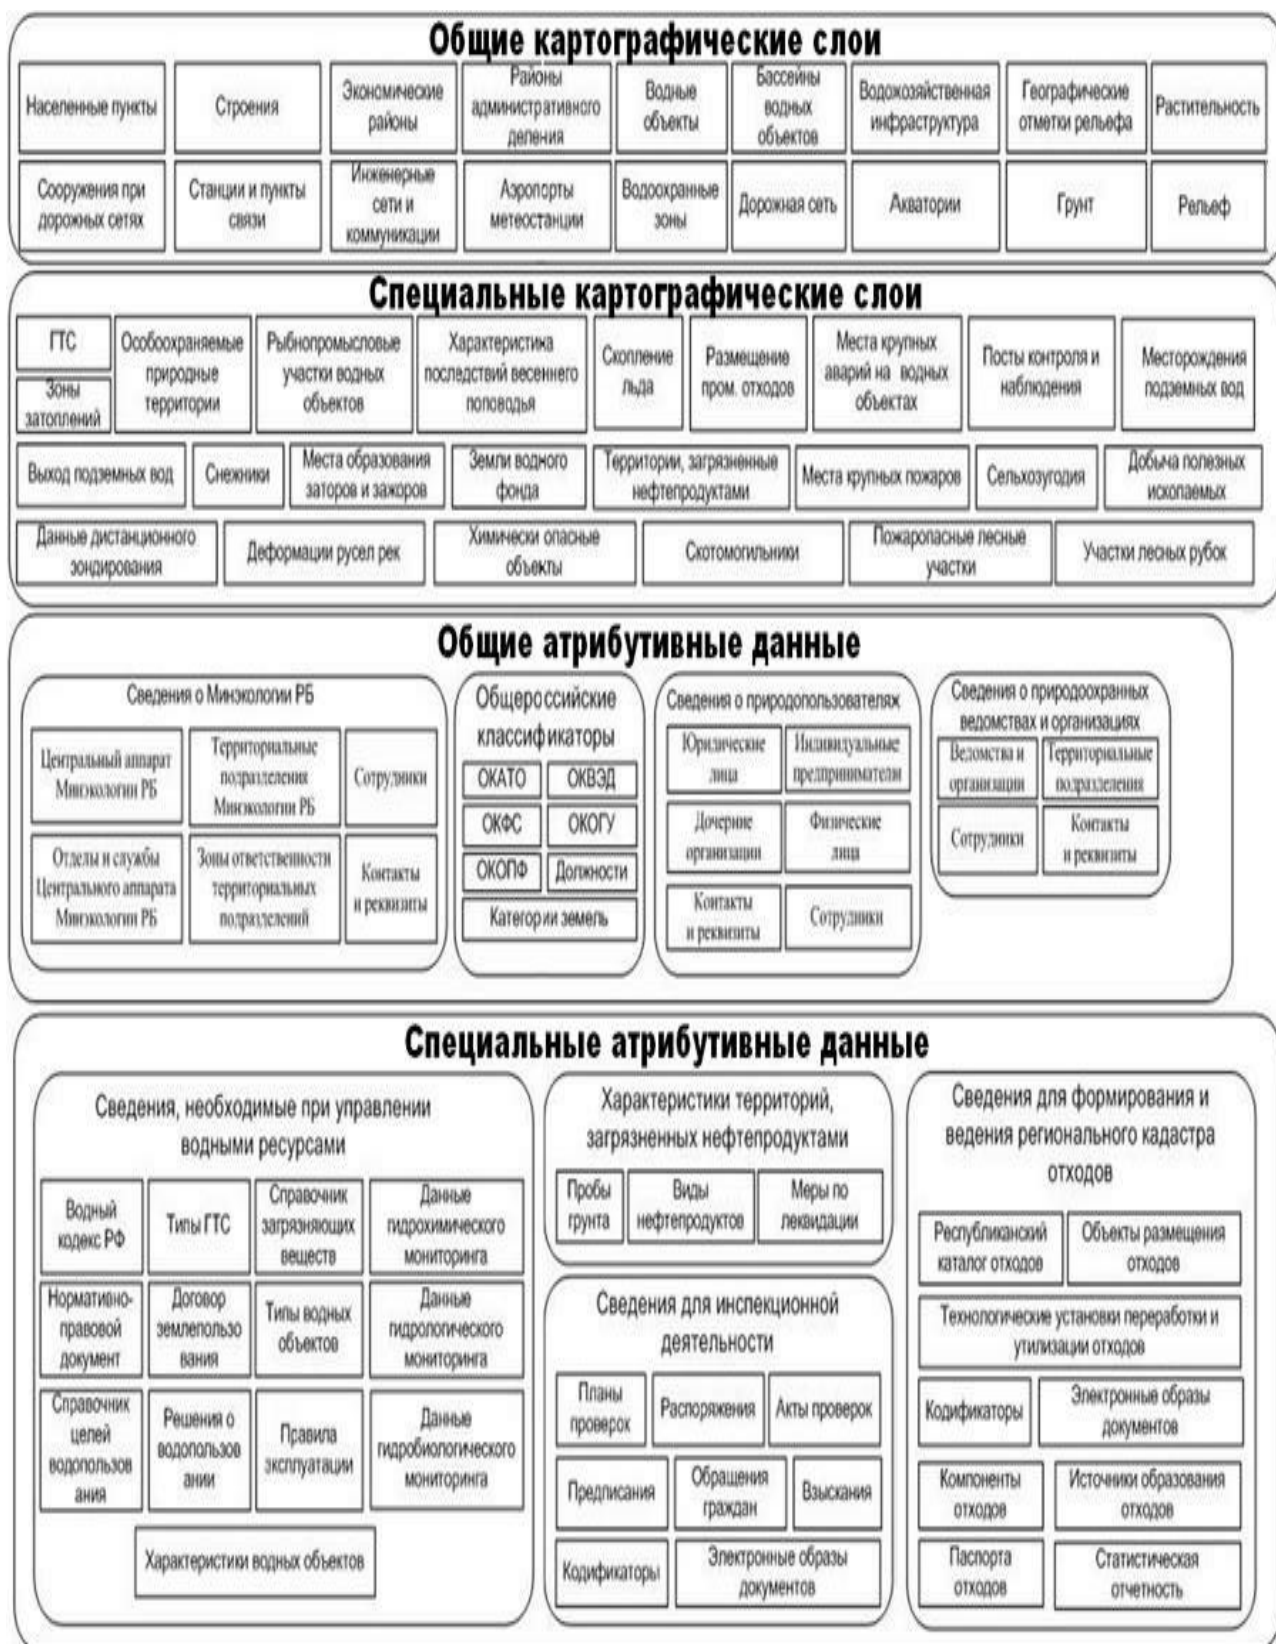 Общие картографические слои
Населенные пункты
Строения
Экономические
районы
Районы
административного
деления
Водные
объекты
Бассейны
водных
объектов
Водохозяйственная
инфраструктура
Географические
отметки рельефа
Растительность
Сооружения при
дорожных сетях
Станции и пункты
связи
Инженерные
сети и
коммуникации
Аэропорты
метеостанции
Водоохранные
зоны
Дорожная сеть
Акватории
Грунт
Рельеф
Специальные картографические слои
ГТС
Зоны
затоплений
Особоохраняемые
природные
территории
Рыбнопромысловые
участки водных
объектов
Характеристика
последствий весеннего
половодья
Скопление
льда
Размещение
пром. отходов
Места крупных
аварий на водных
объектах
Посты контроля и
наблюдения
Месторождения
подземных вод
Выход подземных вод
Снежники
Места образования
заторов и зажоров
Земли водного
фонда
Территории, загрязненные
нефтепродуктами
Места крупных пожаров
Сельхозугодия
Добыча полезных
ископаемых
Данные дистанционного
зондирования
Деформации русел рек
Химически опасные
объекты
Скотомогильники
Пожаропасные лесные
участки
Участки лесных рубок
Общие атрибутивные данные
Сведения о Минэкологии РБ
Центральный аппарат
Минэкологии РБ
Территориальные
подразделения
Минэкологии РБ
Сотрудники
Отделы и службы
Центрального аппарата
Минэкологии РБ
Зоны ответственности
территориальных
подразделений
Контакты
и реквизиты
Общероссийские
классификаторы
ОКАТО
ОКВЭД
ОКФС
ОКОГУ
ОКОПФ
Должности
Категории земель
Сведения о природопользователях
Юридические
лица
Индивидуальные
предприниматели
Дочерние
организации
Физические
лица
Контакты
и реквизиты
Сотрудники
Сведения о природоохранных
ведомствах и организациях
Ведомства и
организации
Территориальные
подразделения
Сотрудники
Контакты
и реквизиты
Специальные атрибутивные данные
Сведения, необходимые при управлении
водными ресурсами
Водный
кодекс РФ
Типы ГТС
Справочник
загрязняющих
веществ
Данные
гидрохимического
мониторинга
Нормативно-
правовой
документ
Договор
землепользо
вания
Типы водных
объектов
Данные
гидрологического
мониторинга
Справочник
целей
водопользов
ания
Решения о
водопользов
ании
Правила
эксплуатации
Данные
гидробиологического
мониторинга
Характеристики водных объектов
Характеристики территорий,
загрязненных нефтепродуктами
Пробы
грунта
Виды
нефтепродуктов
Меры по
ликвидации
Сведения для инспекционной
деятельности
Планы
проверок
Распоряжения
Акты проверок
Предписания
Обращения
граждан
Взыскания
Кодификаторы
Электронные образы
документов
Сведения для формирования и
ведения регионального кадастра
отходов
Республиканский
каталог отходов
Объекты размещения
отходов
Технологические установки переработки и
утилизации отходов
Кодификаторы
Электронные образы
документов
Компоненты
отходов
Источники образования
отходов
Паспорта
отходов
Статистическая
отчетность